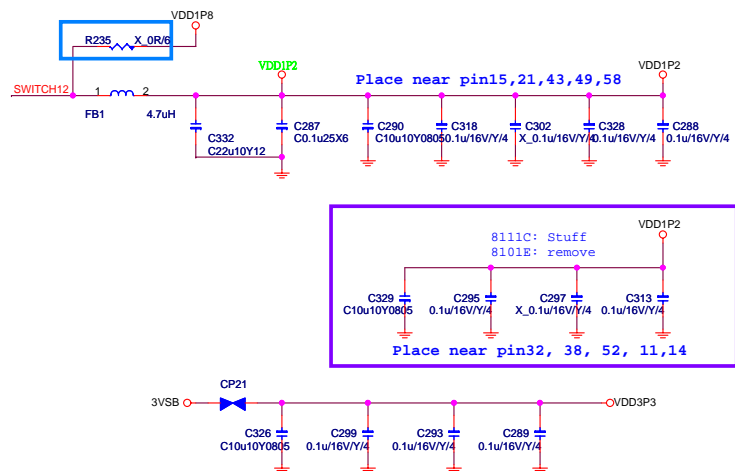 VDD1P8
R235 X_0R/6
VDD1P2 VDD1P2
Place near pin15,21,43,49,58
SWITCH12 1 2
FB1 4.7uH
C332 C287 C290 C318 C302 C328 C288
C22u10Y12 C0.1u25X6 C10u10Y0805 0.1u/16V/Y/4 X_0.1u/16V/Y/4 0.1u/16V/Y/4 0.1u/16V/Y/4
VDD1P2
8111C: Stuff
8101E: remove
C329 C295 C297 C313
C10u10Y0805 0.1u/16V/Y/4 X_0.1u/16V/Y/4 0.1u/16V/Y/4
Place near pin32, 38, 52, 11,14
CP21
3VSB VDD3P3
C326 C299 C293 C289
C10u10Y0805 0.1u/16V/Y/4 0.1u/16V/Y/4 0.1u/16V/Y/4